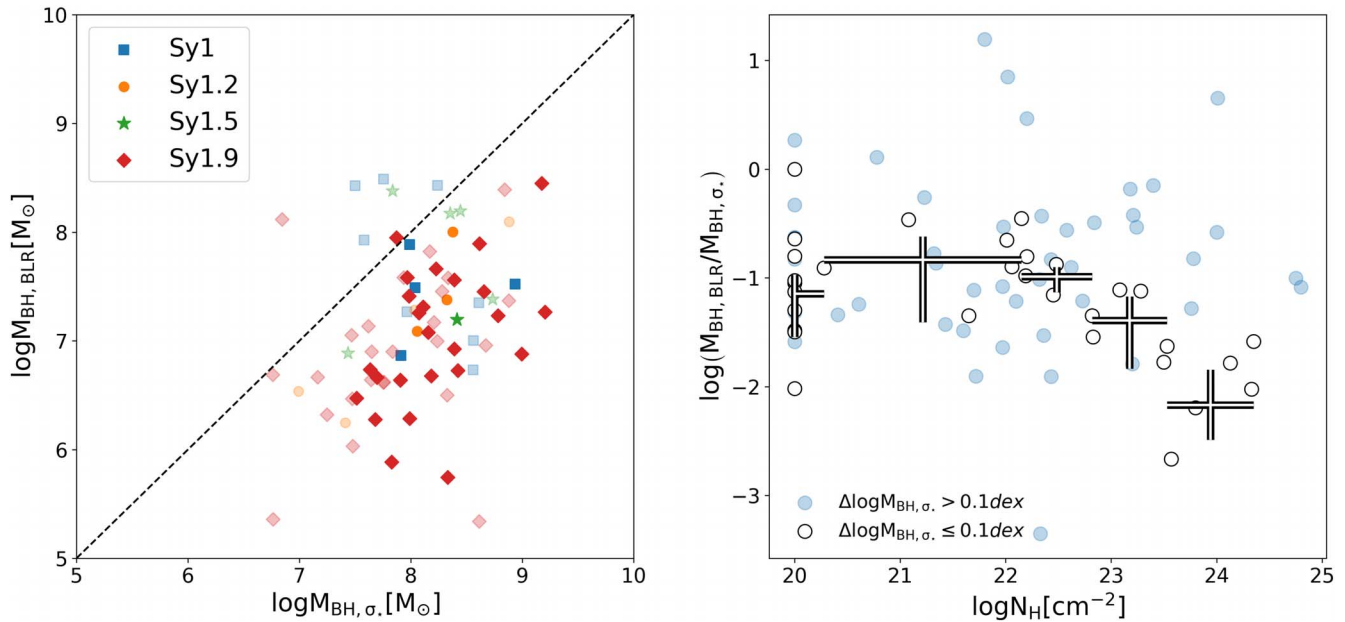 10
9
8
7
6
5
5
6
7
8
9
10
logM_BH,BLR[M_⊙]
logM_BH,σ⋆[M_⊙]
Sy1
Sy1.2
Sy1.5
Sy1.9
1
0
−1
−2
−3
20
21
22
23
24
25
log(M_BH,BLR/M_BH,σ⋆)
logN_H[cm⁻²]
ΔlogM_BH,σ⋆ > 0.1dex
ΔlogM_BH,σ⋆ ≤ 0.1dex